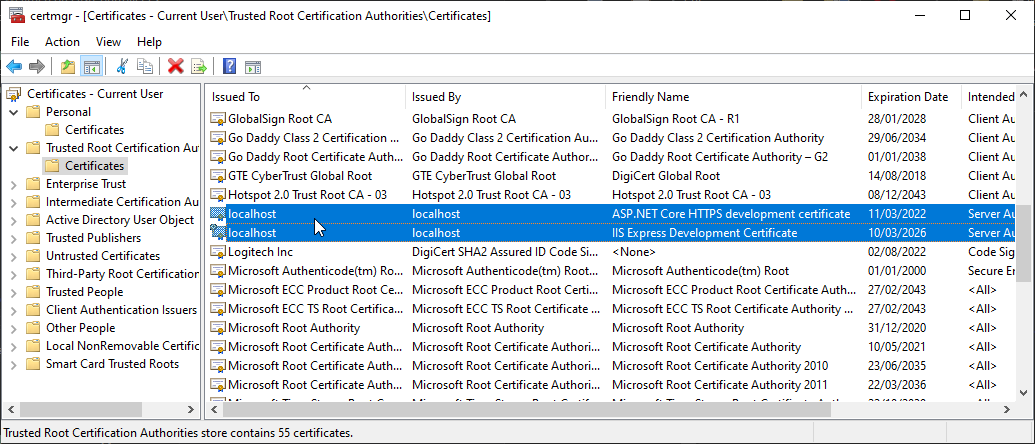 certmgr - [Certificates - Current User\Trusted Root Certification Authorities\Certificates]
File Action View Help
Certificates - Current User
Personal
Certificates
Trusted Root Certification Au
Certificates
Enterprise Trust
Intermediate Certification Au
Active Directory User Object
Trusted Publishers
Untrusted Certificates
Third-Party Root Certification
Trusted People
Client Authentication Issuers
Other People
Local NonRemovable Certific
Smart Card Trusted Roots
Issued To Issued By Friendly Name Expiration Date Intended
GlobalSign Root CA GlobalSign Root CA GlobalSign Root CA - R1 28/01/2028 Client Au
Go Daddy Class 2 Certification ... Go Daddy Class 2 Certification Au... Go Daddy Class 2 Certification Authority 29/06/2034 Client Au
Go Daddy Root Certificate Auth... Go Daddy Root Certificate Author... Go Daddy Root Certificate Authority – G2 01/01/2038 Client Au
GTE CyberTrust Global Root GTE CyberTrust Global Root DigiCert Global Root 14/08/2018 Client Au
Hotspot 2.0 Trust Root CA - 03 Hotspot 2.0 Trust Root CA - 03 Hotspot 2.0 Trust Root CA - 03 08/12/2043 Client Au
localhost localhost ASP.NET Core HTTPS development certificate 11/03/2022 Server Au
localhost localhost IIS Express Development Certificate 10/03/2026 Server Au
Logitech Inc DigiCert SHA2 Assured ID Code Si... <None> 02/08/2022 Code Sig
Microsoft Authenticode(tm) Roo... Microsoft Authenticode(tm) Root... Microsoft Authenticode(tm) Root 01/01/2000 Secure E
Microsoft ECC Product Root Ce... Microsoft ECC Product Root Certi... Microsoft ECC Product Root Certificate Auth... 27/02/2043 <All>
Microsoft ECC TS Root Certifica... Microsoft ECC TS Root Certificate ... Microsoft ECC TS Root Certificate Authority ... 27/02/2043 <All>
Microsoft Root Authority Microsoft Root Authority Microsoft Root Authority 31/12/2020 <All>
Microsoft Root Certificate Auth... Microsoft Root Certificate Authori... Microsoft Root Certificate Authority 10/05/2021 <All>
Microsoft Root Certificate Auth... Microsoft Root Certificate Authori... Microsoft Root Certificate Authority 2010 23/06/2035 <All>
Microsoft Root Certificate Auth... Microsoft Root Certificate Authori... Microsoft Root Certificate Authority 2011 22/03/2036 <All>
Trusted Root Certification Authorities store contains 55 certificates.